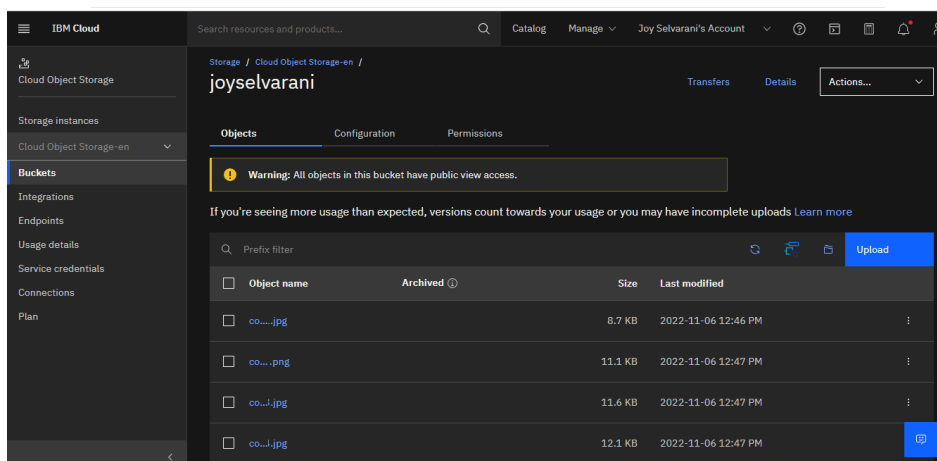 IBM Cloud
Search resources and products...
Catalog
Manage
Joy Selvarani's Account
Cloud Object Storage
Storage instances
Cloud Object Storage-en
Buckets
Integrations
Endpoints
Usage details
Service credentials
Connections
Plan
Storage / Cloud Object Storage-en /
joyselvarani
Transfers
Details
Actions...
Objects
Configuration
Permissions
Warning: All objects in this bucket have public view access.
If you're seeing more usage than expected, versions count towards your usage or you may have incomplete uploads Learn more
Prefix filter
Upload
Object name Archived Size Last modified
co.....jpg 8.7 KB 2022-11-06 12:46 PM
co.....png 11.1 KB 2022-11-06 12:47 PM
11.6 KB 2022-11-06 12:47 PM
12.1 KB 2022-11-06 12:47 PM